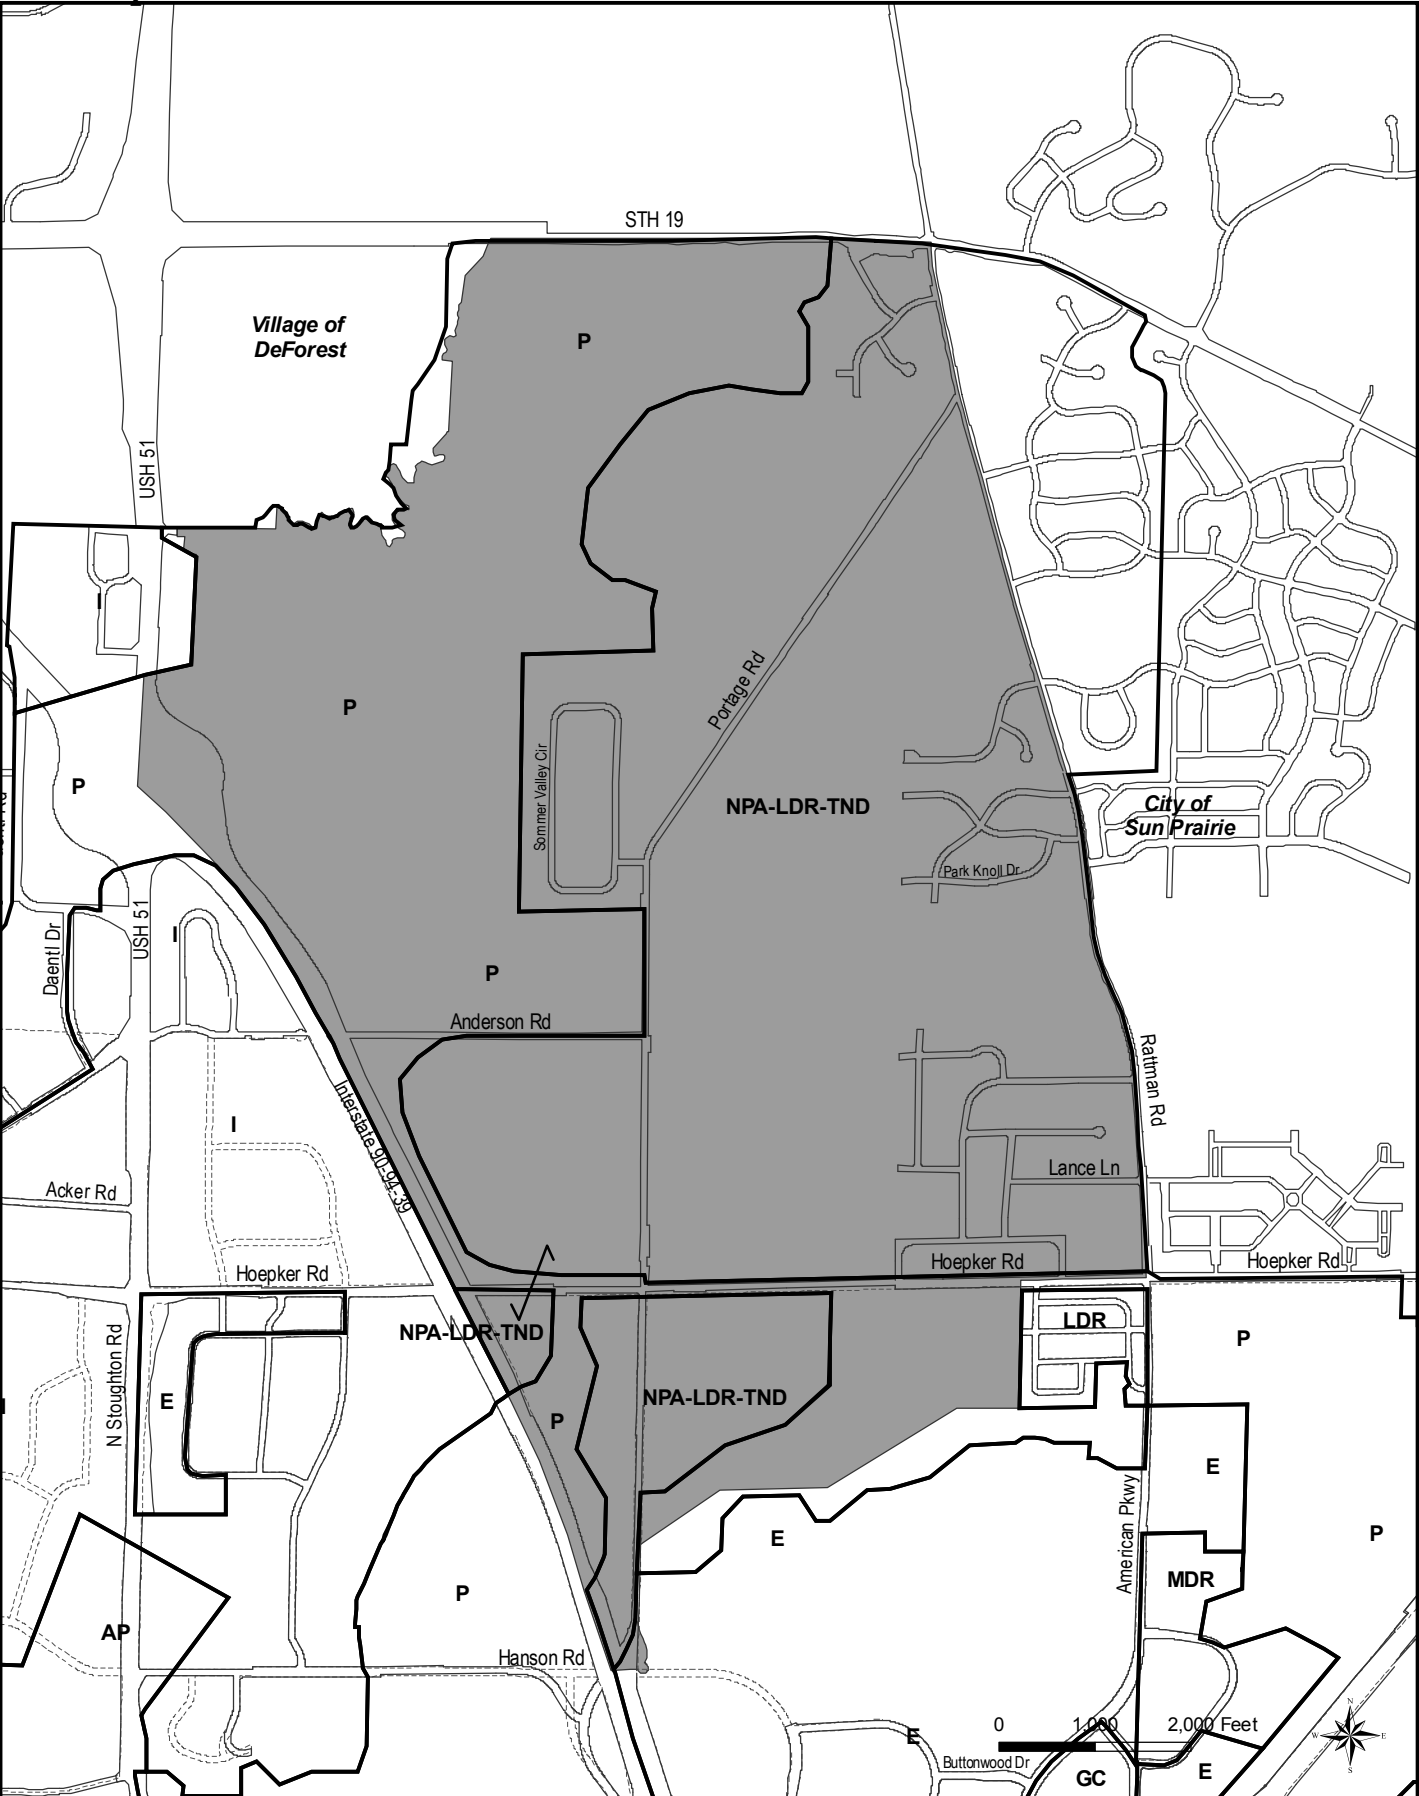 STH 19
Village of
DeForest
P
USH 51
I
P
Portage Rd
P
Sommer Valley Cir
NPA-LDR-TND
City of
Sun Prairie
Park Knoll Dr
USH 51
I
Daentl Dr
P
Anderson Rd
Rattman Rd
Interstate 90-94-39
I
Lance Ln
Acker Rd
Hoepker Rd
Hoepker Rd
Hoepker Rd
N Stoughton Rd
NPA-LDR-TND
LDR
P
E
NPA-LDR-TND
P
E
American Pkwy
P
E
MDR
P
AP
Hanson Rd
0 1,000 2,000 Feet
N
W E
S
E
Buttonwood Dr
GC
E